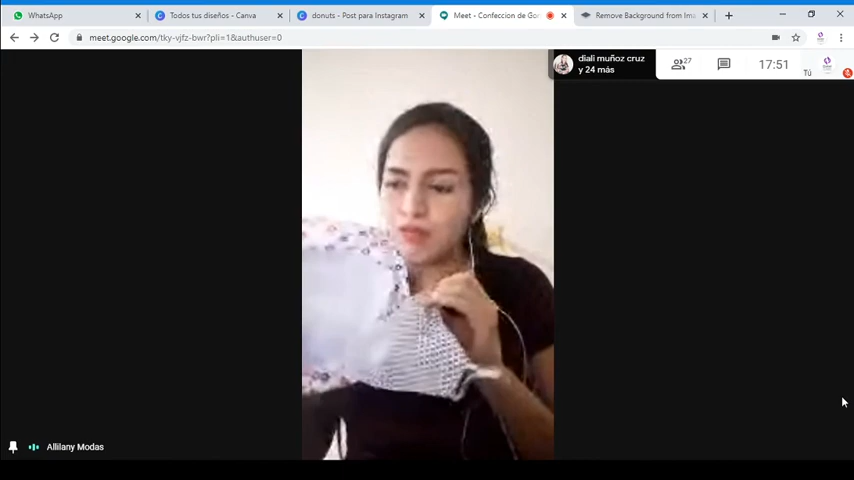 WhatsApp
Todos tus diseños - Canva
donuts - Post para Instagram
Meet - Confeccion de Gor
Remove Background from Ima
meet.google.com/tky-vjfz-bwr?pli=1&authuser=0
diali muñoz cruz
y 24 más
27
17:51
Tú
Allilany Modas